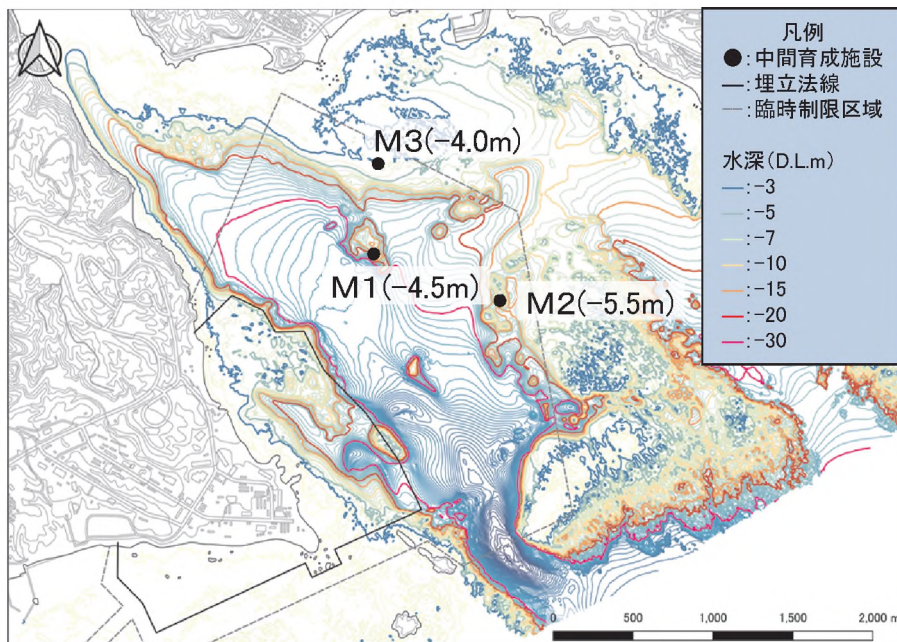 凡例
●:中間育成施設
―:埋立法線
―:臨時制限区域
水深(D.L.m)
―:-3
―:-5
―:-7
―:-10
―:-15
―:-20
―:-30
M3(-4.0m)
M1(-4.5m)
M2(-5.5m)
0 500 1,000 1,500 2,000 m